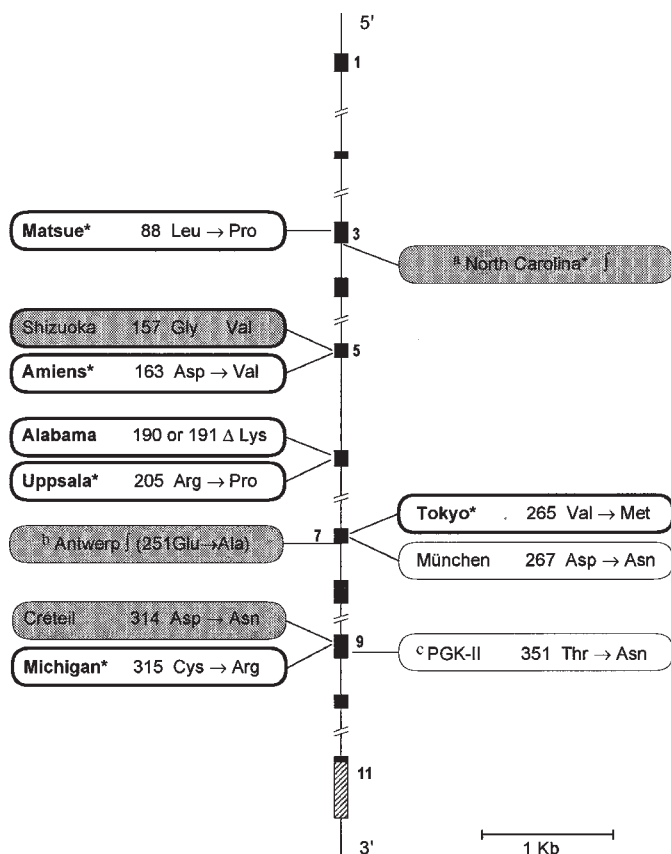 5'
1
3
Matsue* 88 Leu → Pro
a North Carolina* ∫
Shizuoka 157 Gly Val
5
Amiens* 163 Asp → Val
Alabama 190 or 191 Δ Lys
Uppsala* 205 Arg → Pro
Tokyo* 265 Val → Met
7
b Antwerp ∫ (251Glu→Ala)
München 267 Asp → Asn
Créteil 314 Asp → Asn
9
Michigan* 315 Cys → Arg
c PGK-II 351 Thr → Asn
11
3'
1 Kb